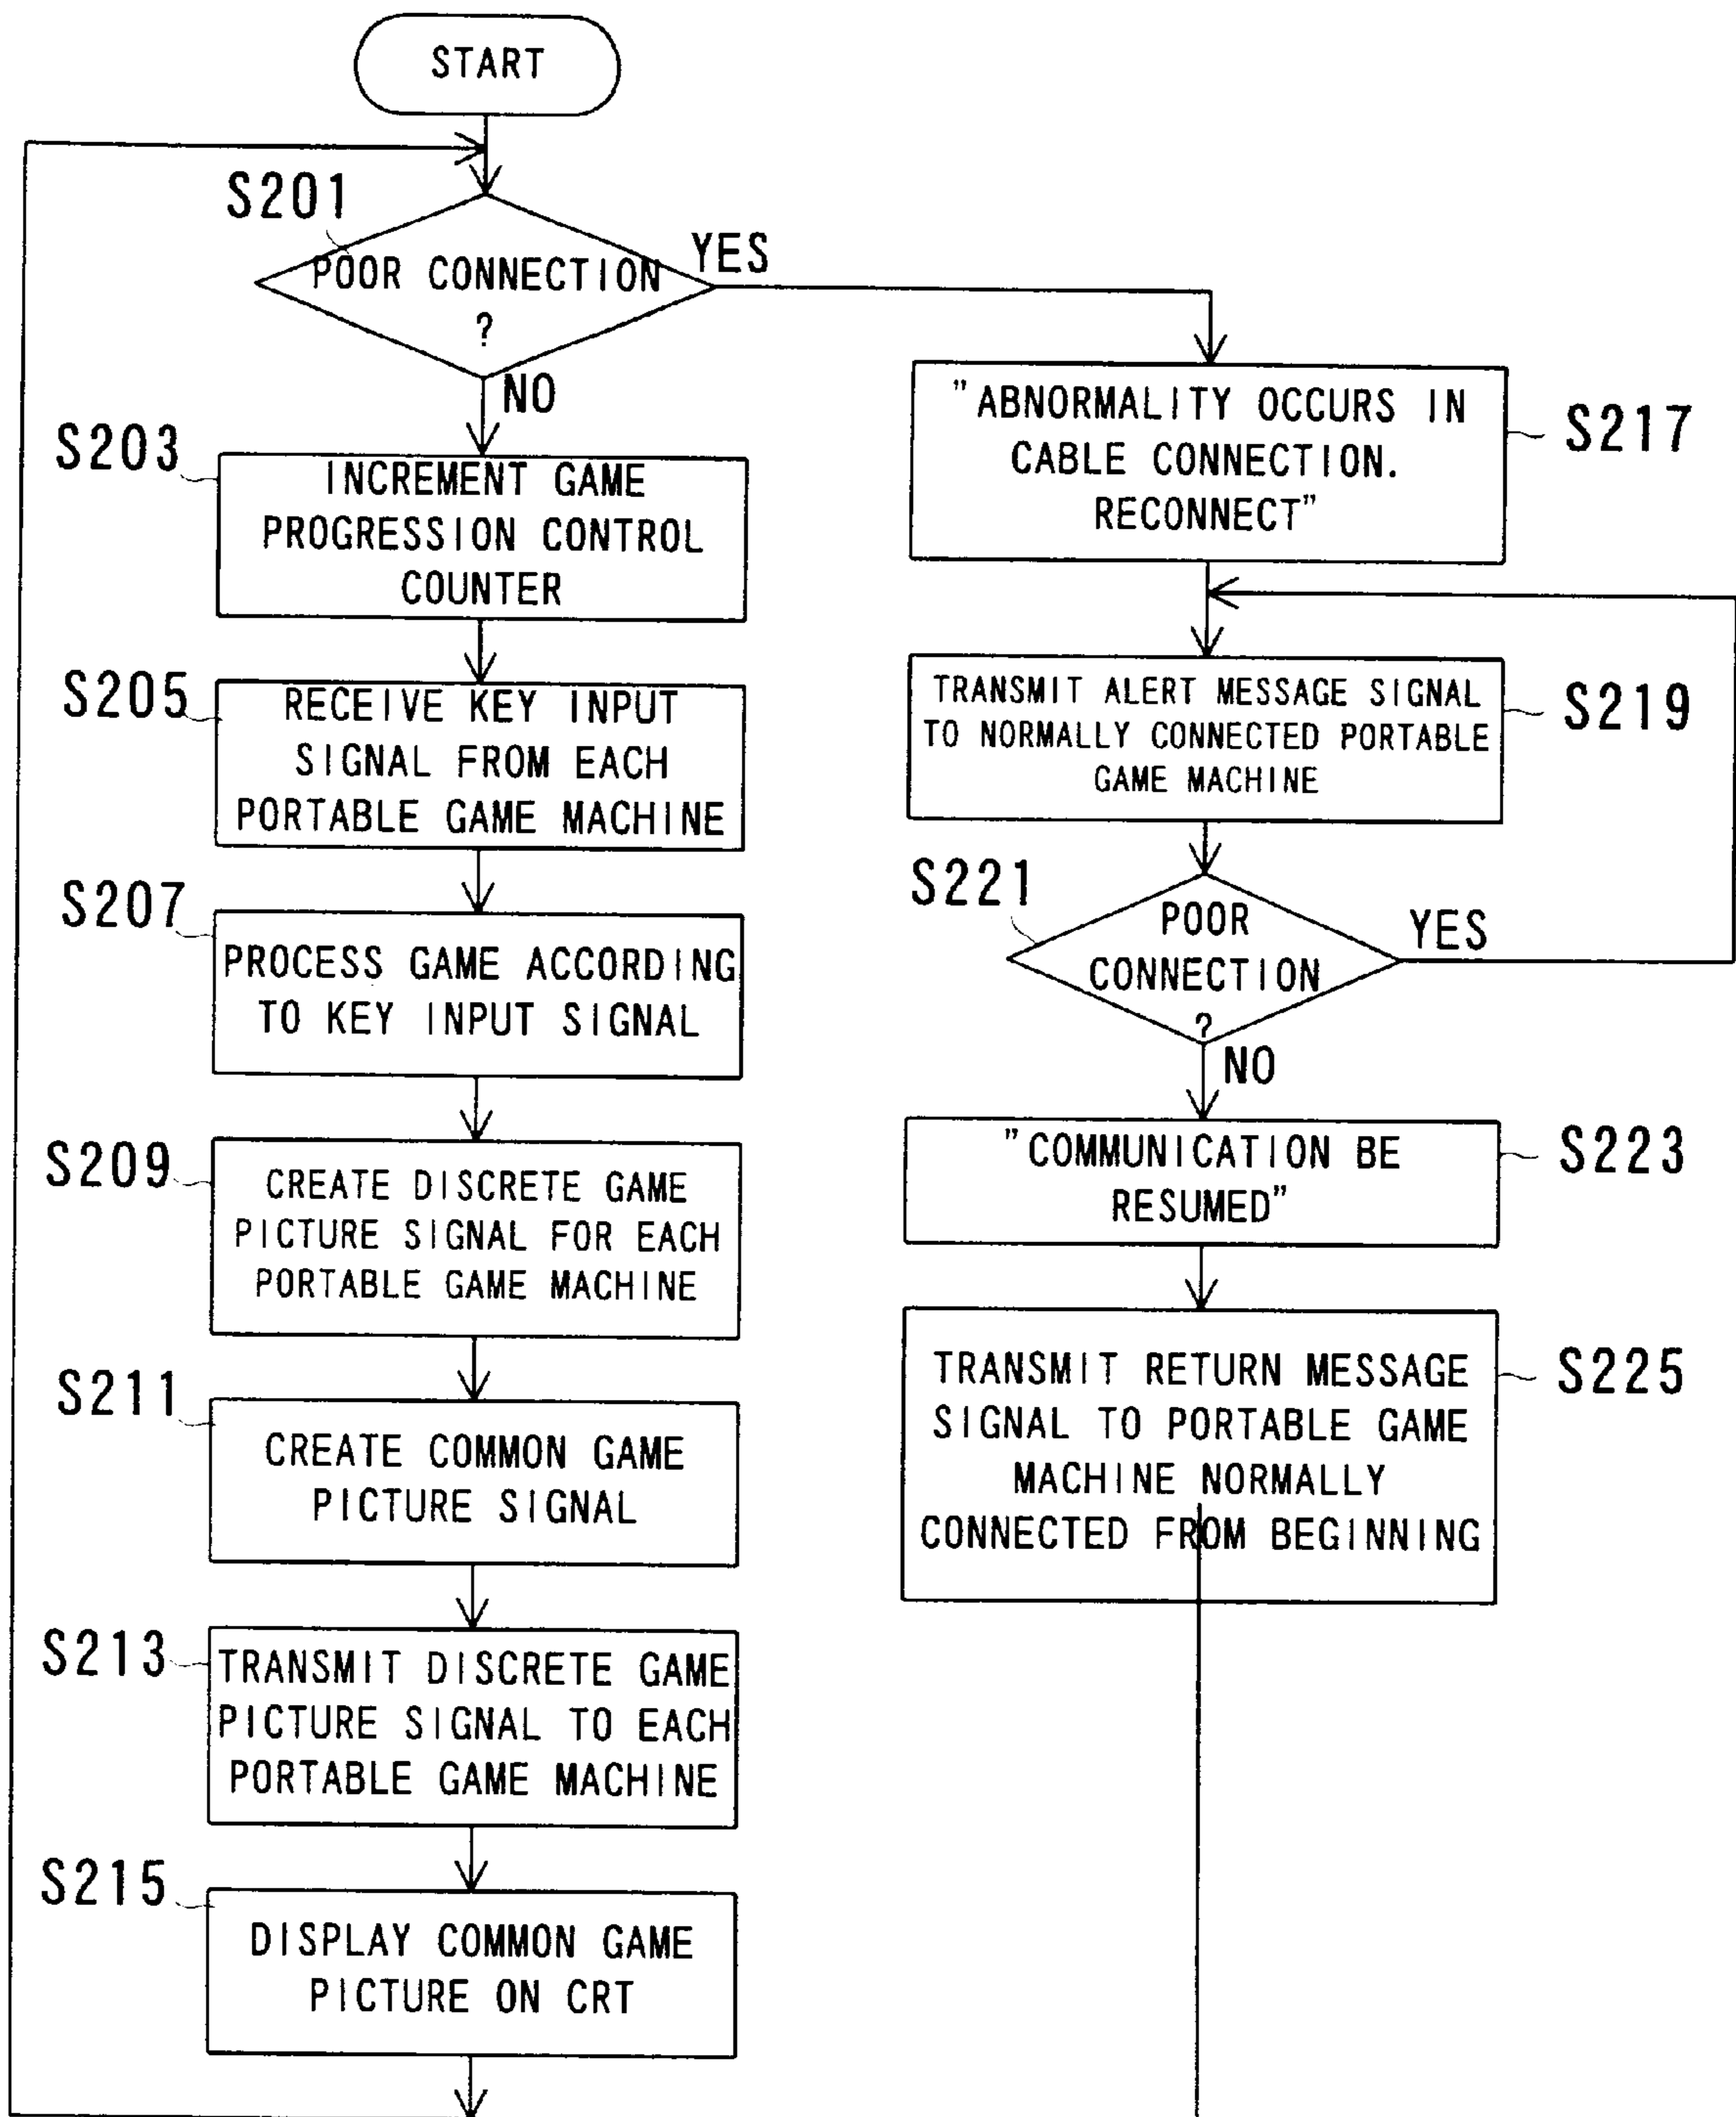 START
S201
POOR CONNECTION
?
YES
NO
S203
INCREMENT GAME
PROGRESSION CONTROL
COUNTER
S205
RECEIVE KEY INPUT
SIGNAL FROM EACH
PORTABLE GAME MACHINE
S207
PROCESS GAME ACCORDING
TO KEY INPUT SIGNAL
S209
CREATE DISCRETE GAME
PICTURE SIGNAL FOR EACH
PORTABLE GAME MACHINE
S211
CREATE COMMON GAME
PICTURE SIGNAL
S213
TRANSMIT DISCRETE GAME
PICTURE SIGNAL TO EACH
PORTABLE GAME MACHINE
S215
DISPLAY COMMON GAME
PICTURE ON CRT
"ABNORMALITY OCCURS IN
CABLE CONNECTION.
RECONNECT"
S217
TRANSMIT ALERT MESSAGE SIGNAL
TO NORMALLY CONNECTED PORTABLE
GAME MACHINE
S219
S221
POOR
CONNECTION
?
YES
NO
"COMMUNICATION BE
RESUMED"
S223
TRANSMIT RETURN MESSAGE
SIGNAL TO PORTABLE GAME
MACHINE NORMALLY
CONNECTED FROM BEGINNING
S225